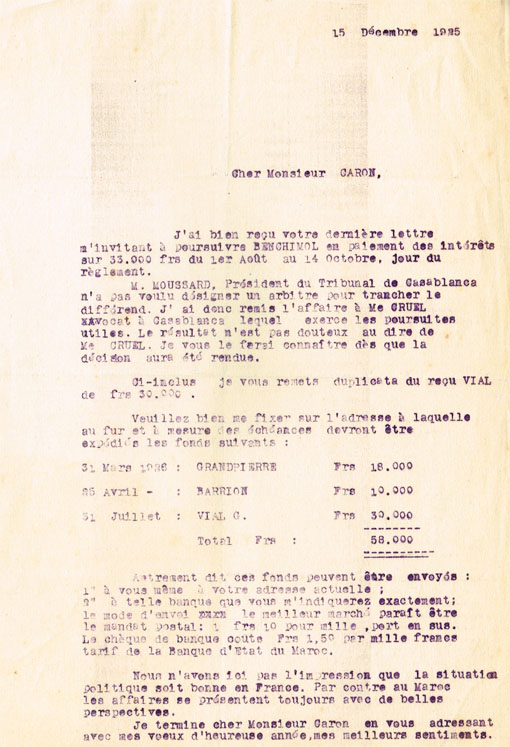 15 Décembre 1925
Cher Monsieur CARON,
J'ai bien reçu votre dernière lettre
m'invitant à poursuivre BENCHIMOL en paiement des intérêts
sur 33.000 frs du 1er Août au 14 Octobre, jour du
règlement.
M. MOUSSARD, Président du Tribunal de Casablanca
n'a pas voulu désigner un arbitre pour trancher le
différend. J'ai donc remis l'affaire à Me CRUEL
Avocat à Casablanca lequel exerce les poursuites
utiles. Le résultat n'est pas douteux au dire de
Me CRUEL. Je vous le ferai connaître dès que la
décision aura été rendue.
Ci-inclus je vous remets duplicata du reçu VIAL
de frs 30.000 .
Veuillez bien me fixer sur l'adresse à laquelle
au fur et à mesure des échéances devront être
expédiés les fonds suivants :
31 Mars 1926 : GRANDPIERRE Frs 18.000
25 Avril - : BARRION Frs 10.000
31 Juillet : VIAL G. Frs 30.000
--------
Total Frs : 58.000
----------
Autrement dit ces fonds peuvent être envoyés :
1° à vous même à votre adresse actuelle ;
2° à telle banque que vous m'indiquerez exactement;
le mode d'envoi xxxx le meilleur marché paraît être
le mandat postal: 1 frs 10 pour mille ,port en sus.
Le chèque de banque coute Frs 1,50 par mille francs
tarif de la Banque d'Etat du Maroc.
Nous n'avons ici pas l'impression que la situation
politique soit bonne en France. Par contre au Maroc
les affaires se présentent toujours avec de belles
perspectives.
Je termine cher Monsieur Caron en vous adressant
avec mes voeux d'heureuse année,mes meilleurs sentiments.